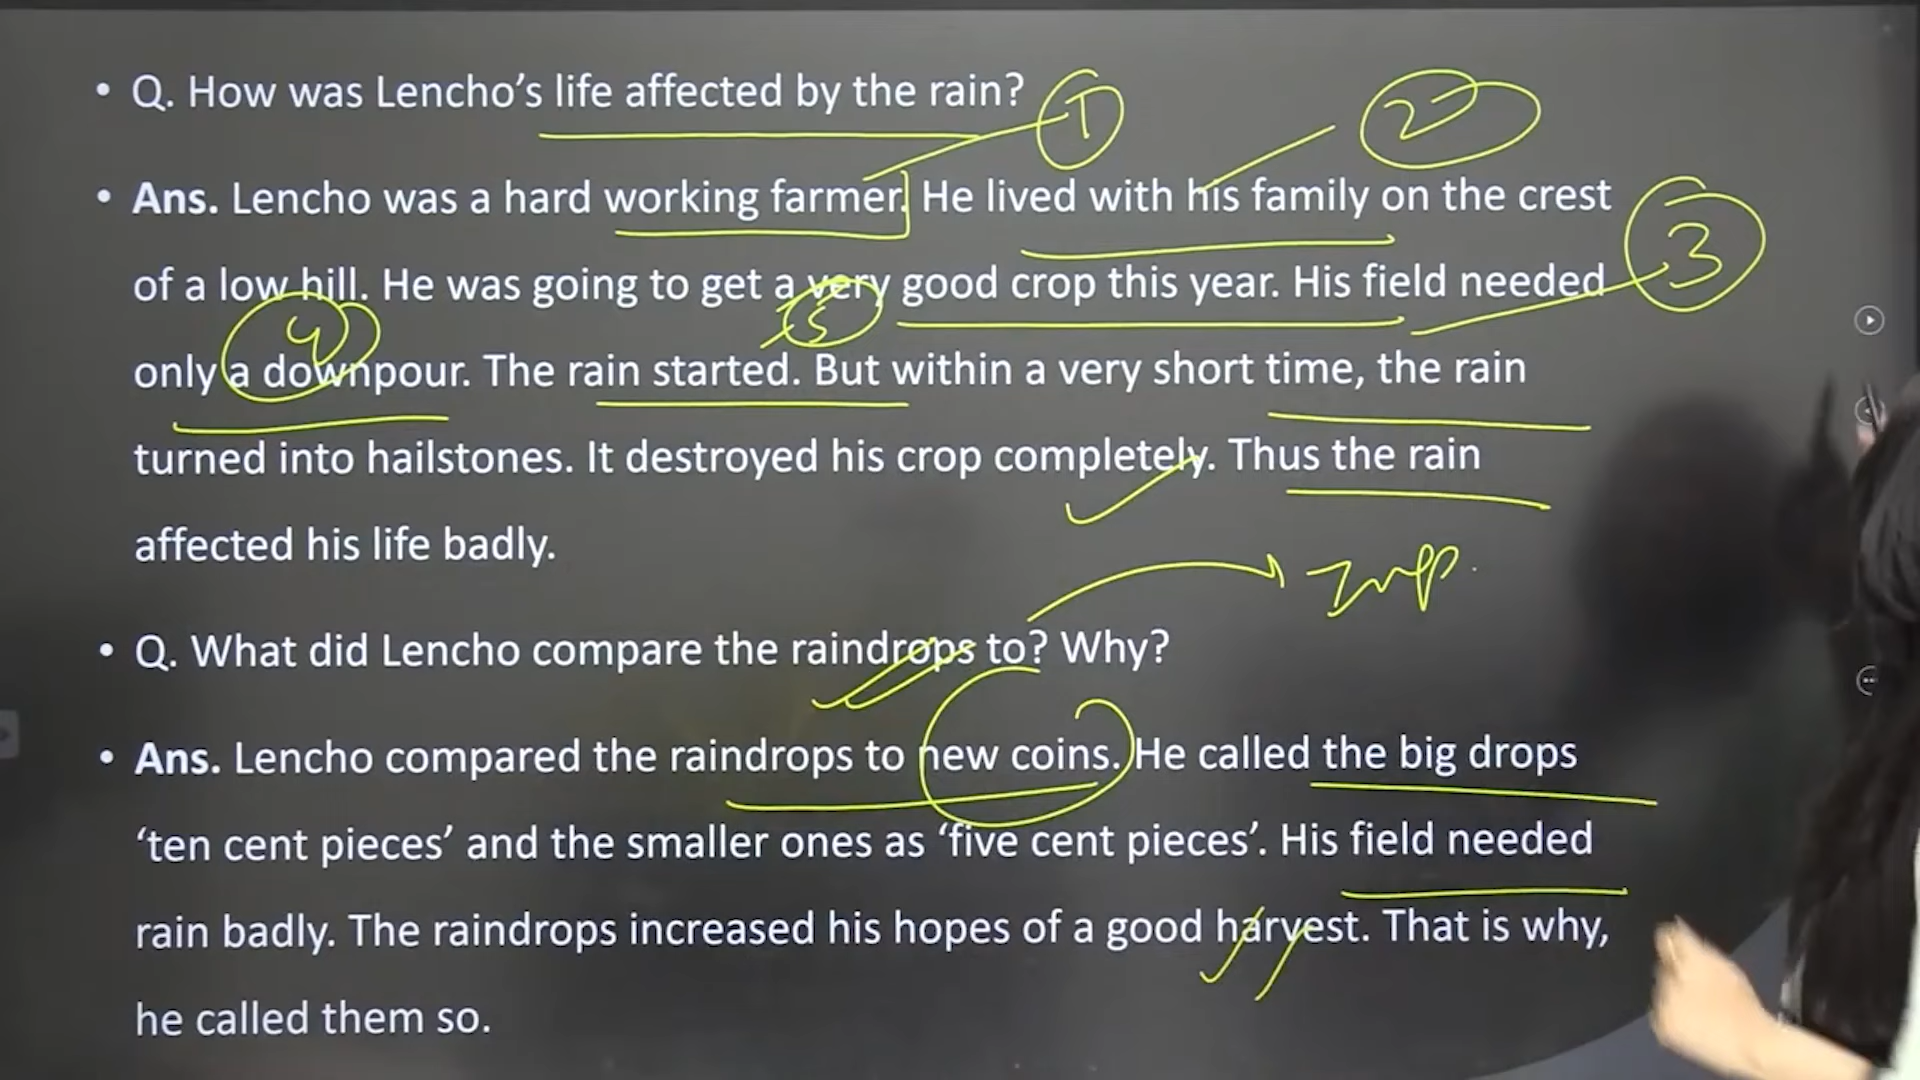 • Q. How was Lencho's life affected by the rain?
1
2
• Ans. Lencho was a hard working farmer. He lived with his family on the crest
3
of a low hill. He was going to get a very good crop this year. His field needed
4
5
only a downpour. The rain started. But within a very short time, the rain
turned into hailstones. It destroyed his crop completely. Thus the rain
affected his life badly.
Imp.
• Q. What did Lencho compare the raindrops to? Why?
• Ans. Lencho compared the raindrops to new coins. He called the big drops
‘ten cent pieces’ and the smaller ones as ‘five cent pieces’. His field needed
rain badly. The raindrops increased his hopes of a good harvest. That is why,
he called them so.